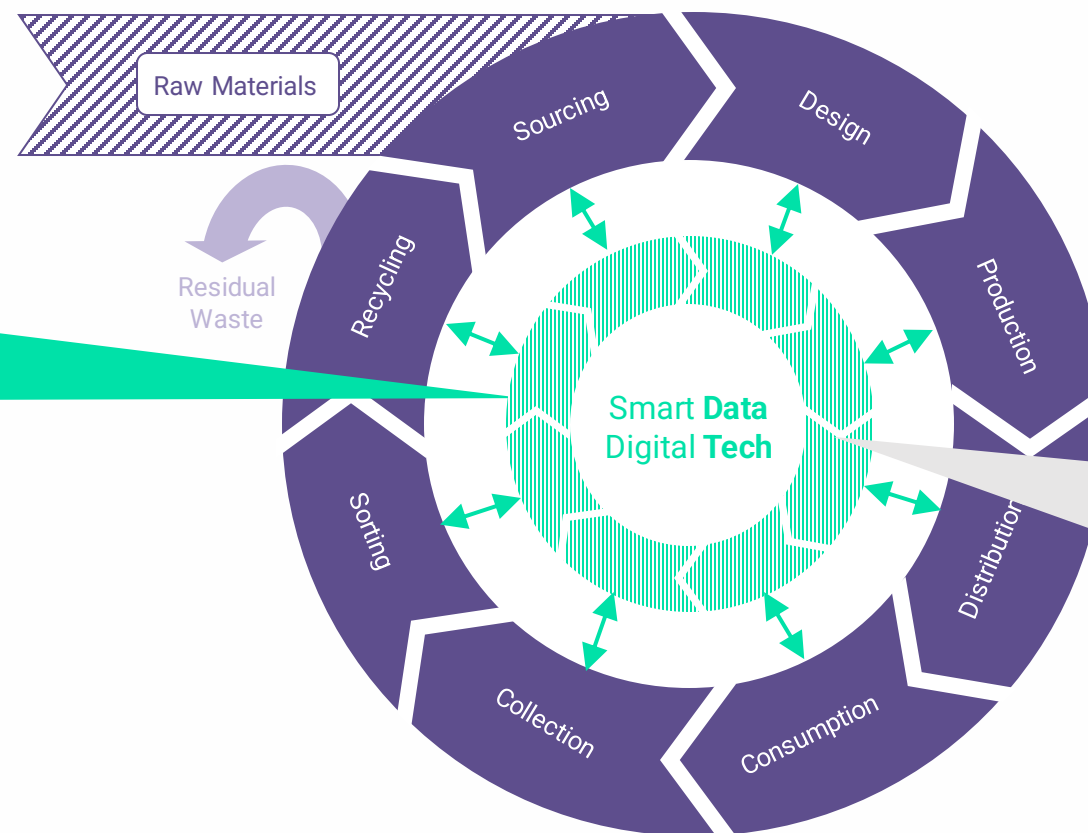 Raw Materials
Sourcing
Design
Production
Distribution
Consumption
Collection
Sorting
Recycling
Residual
Waste
Smart Data
Digital Tech